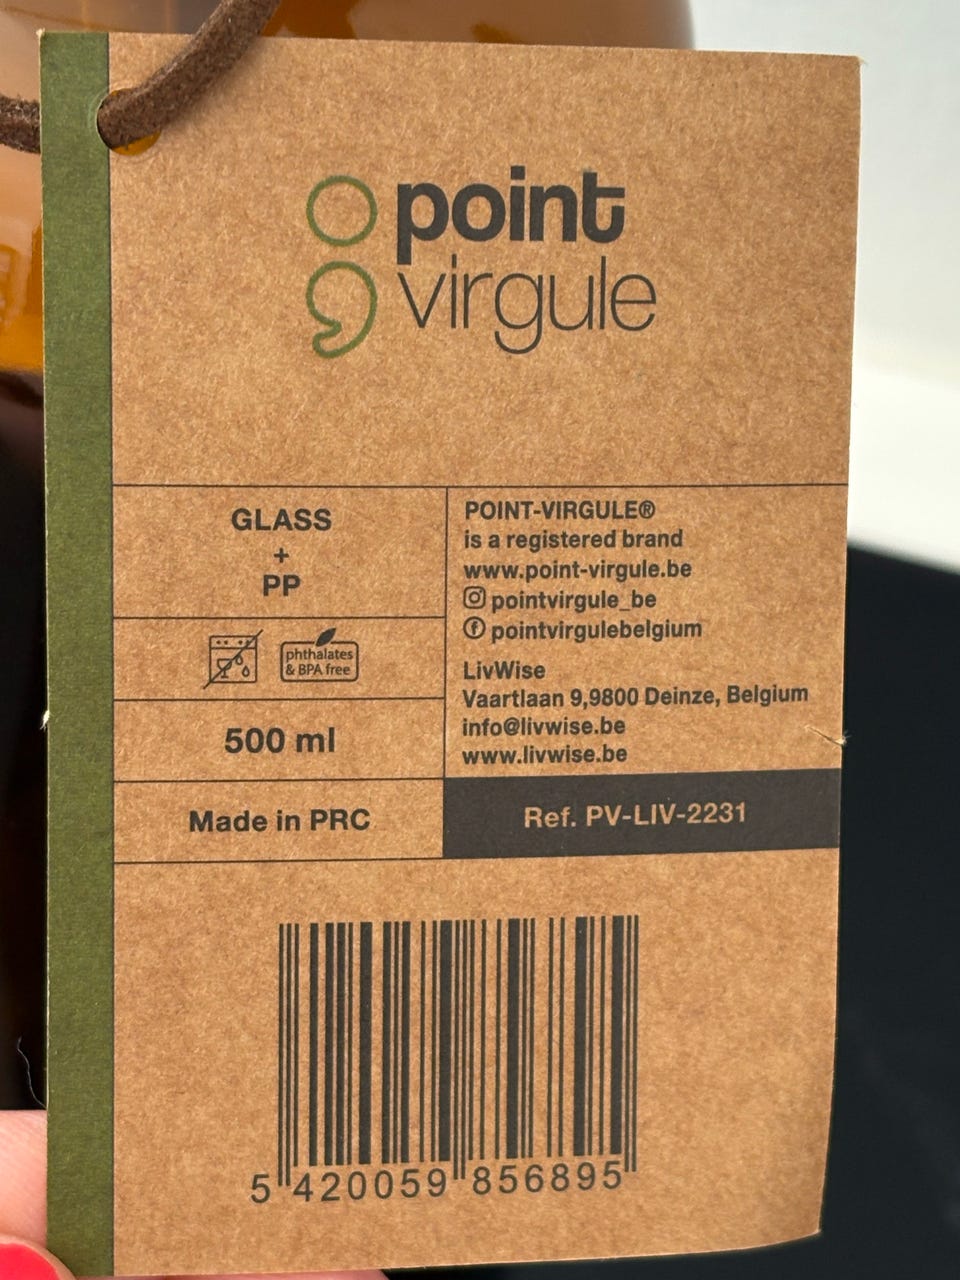 point
virgule
GLASS
+
PP
phthalates
& BPA free
500 ml
Made in PRC
POINT-VIRGULE®
is a registered brand
www.point-virgule.be
pointvirgule_be
pointvirgulebelgium
LivWise
Vaartlaan 9,9800 Deinze, Belgium
info@livwise.be
www.livwise.be
Ref. PV-LIV-2231
5 420059 856895